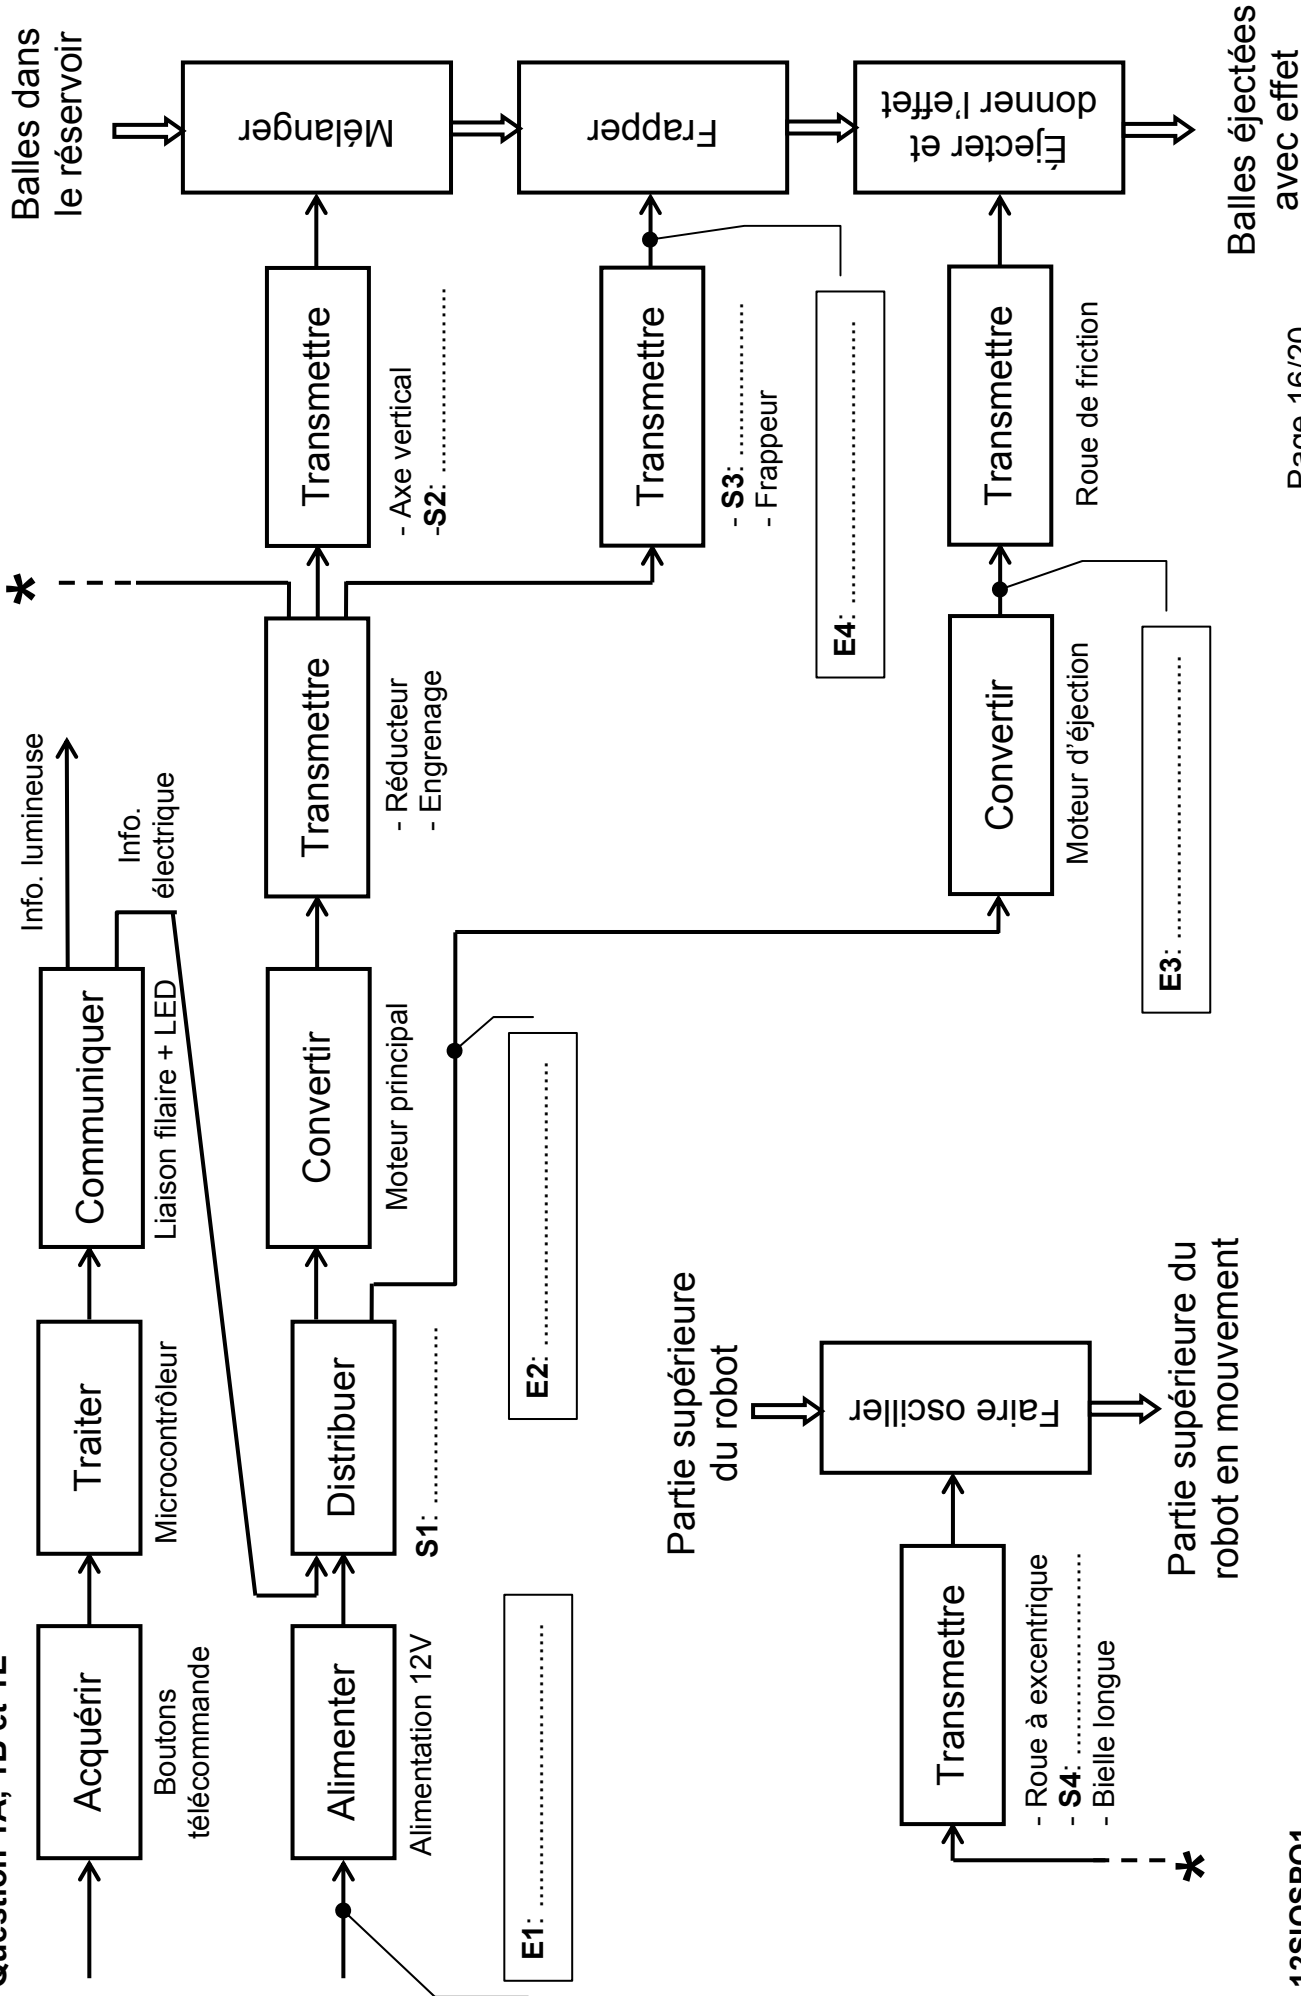 Question 1A, 1B et 1E
Acquérir
Boutons
télécommande
Traiter
Microcontrôleur
Communiquer
Liaison filaire + LED
Info. lumineuse
Info.
électrique
*
Balles dans
le réservoir
Alimenter
Alimentation 12V
E1: ................................
Distribuer
S1: ................
Convertir
Moteur principal
E2: ................................
Transmettre
- Réducteur
- Engrenage
Transmettre
- Axe vertical
-S2: ......................
Mélanger
Transmettre
- S3: ....................
- Frappeur
Frapper
E4: ................................
Convertir
Moteur d'éjection
E3: ................................
Transmettre
Roue de friction
Éjecter et
donner l'effet
Balles éjectées
avec effet
Partie supérieure
du robot
Transmettre
- Roue à excentrique
- S4: ........................
- Bielle longue
*
Faire osciller
Partie supérieure du
robot en mouvement
12SIOSPO1
Page 16/20